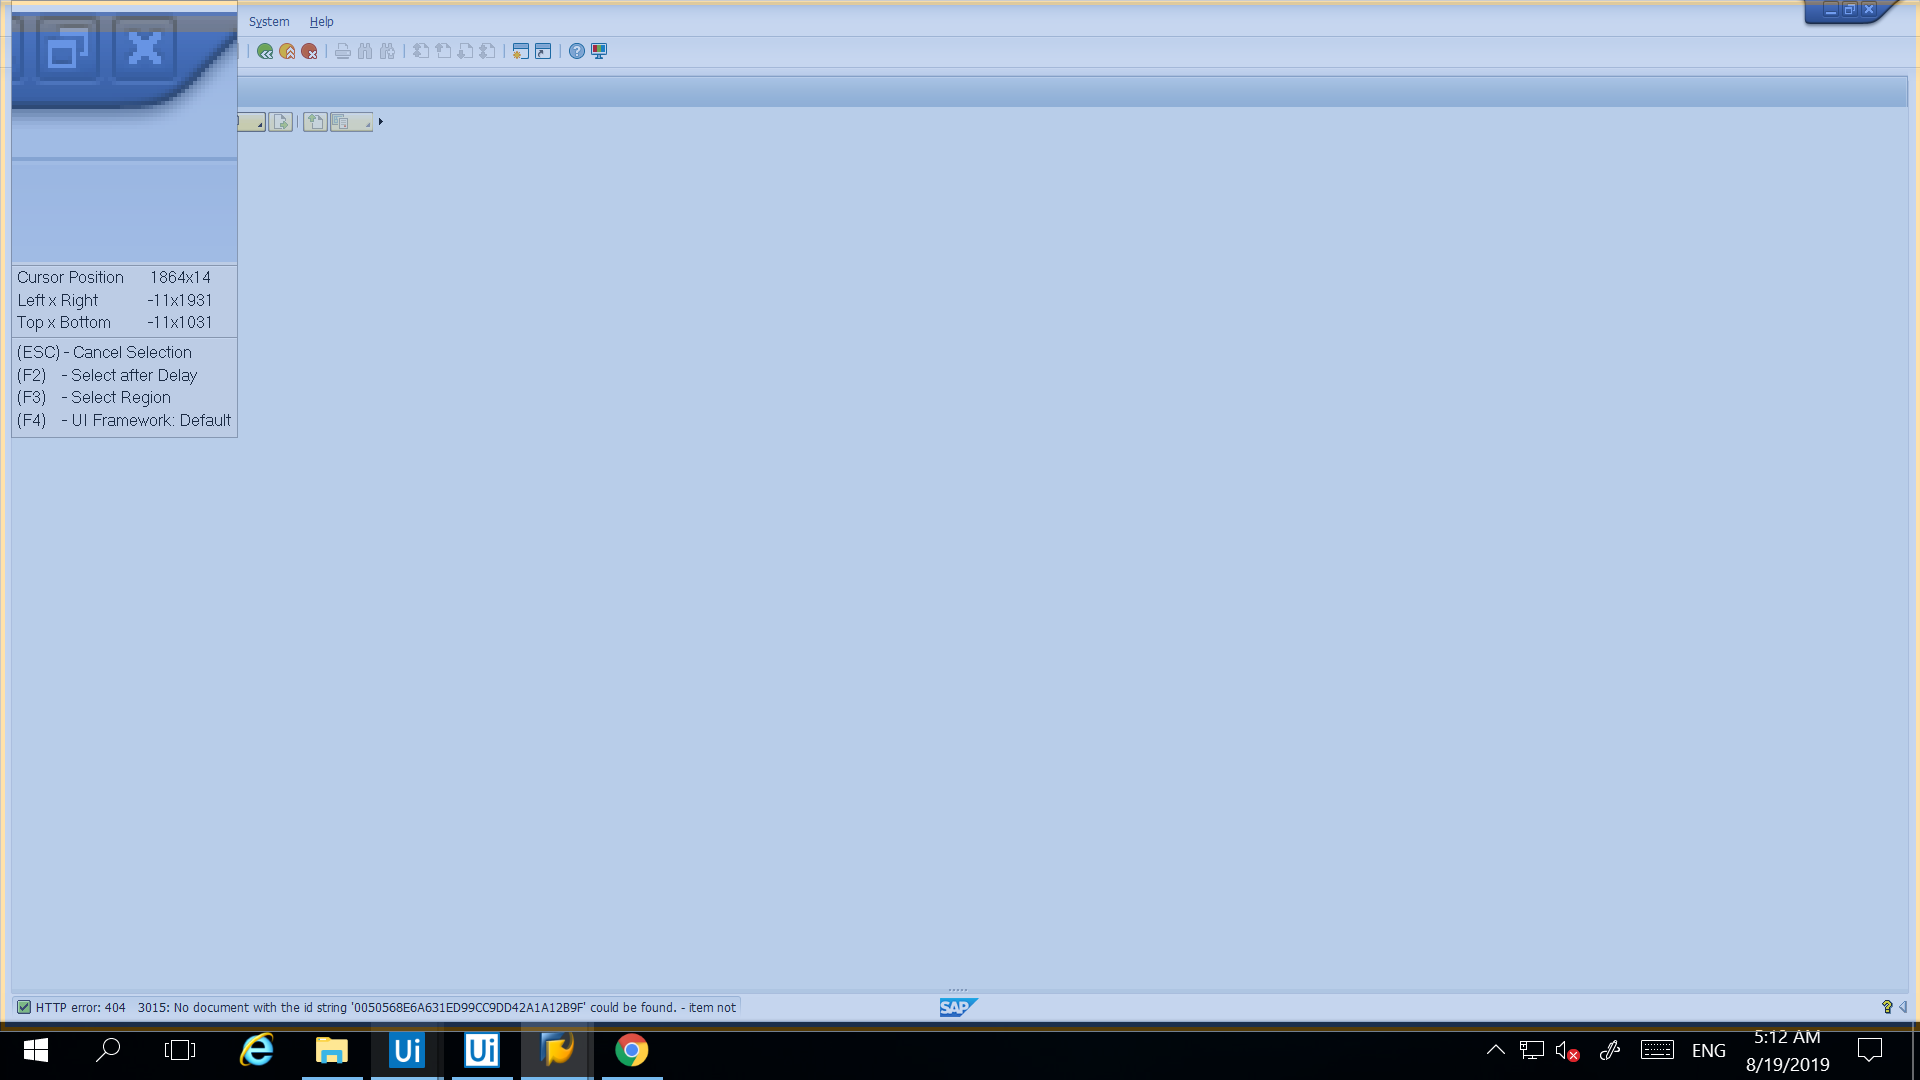 System Help
Cursor Position 1864x14
Left x Right -11x1931
Top x Bottom -11x1031
(ESC) - Cancel Selection
(F2) - Select after Delay
(F3) - Select Region
(F4) - UI Framework: Default
HTTP error: 404 3015: No document with the id string '0050568E6A631ED99CC9DD42A1A12B9F' could be found. - item not
SAP
Ui
Ui
ENG
5:12 AM
8/19/2019